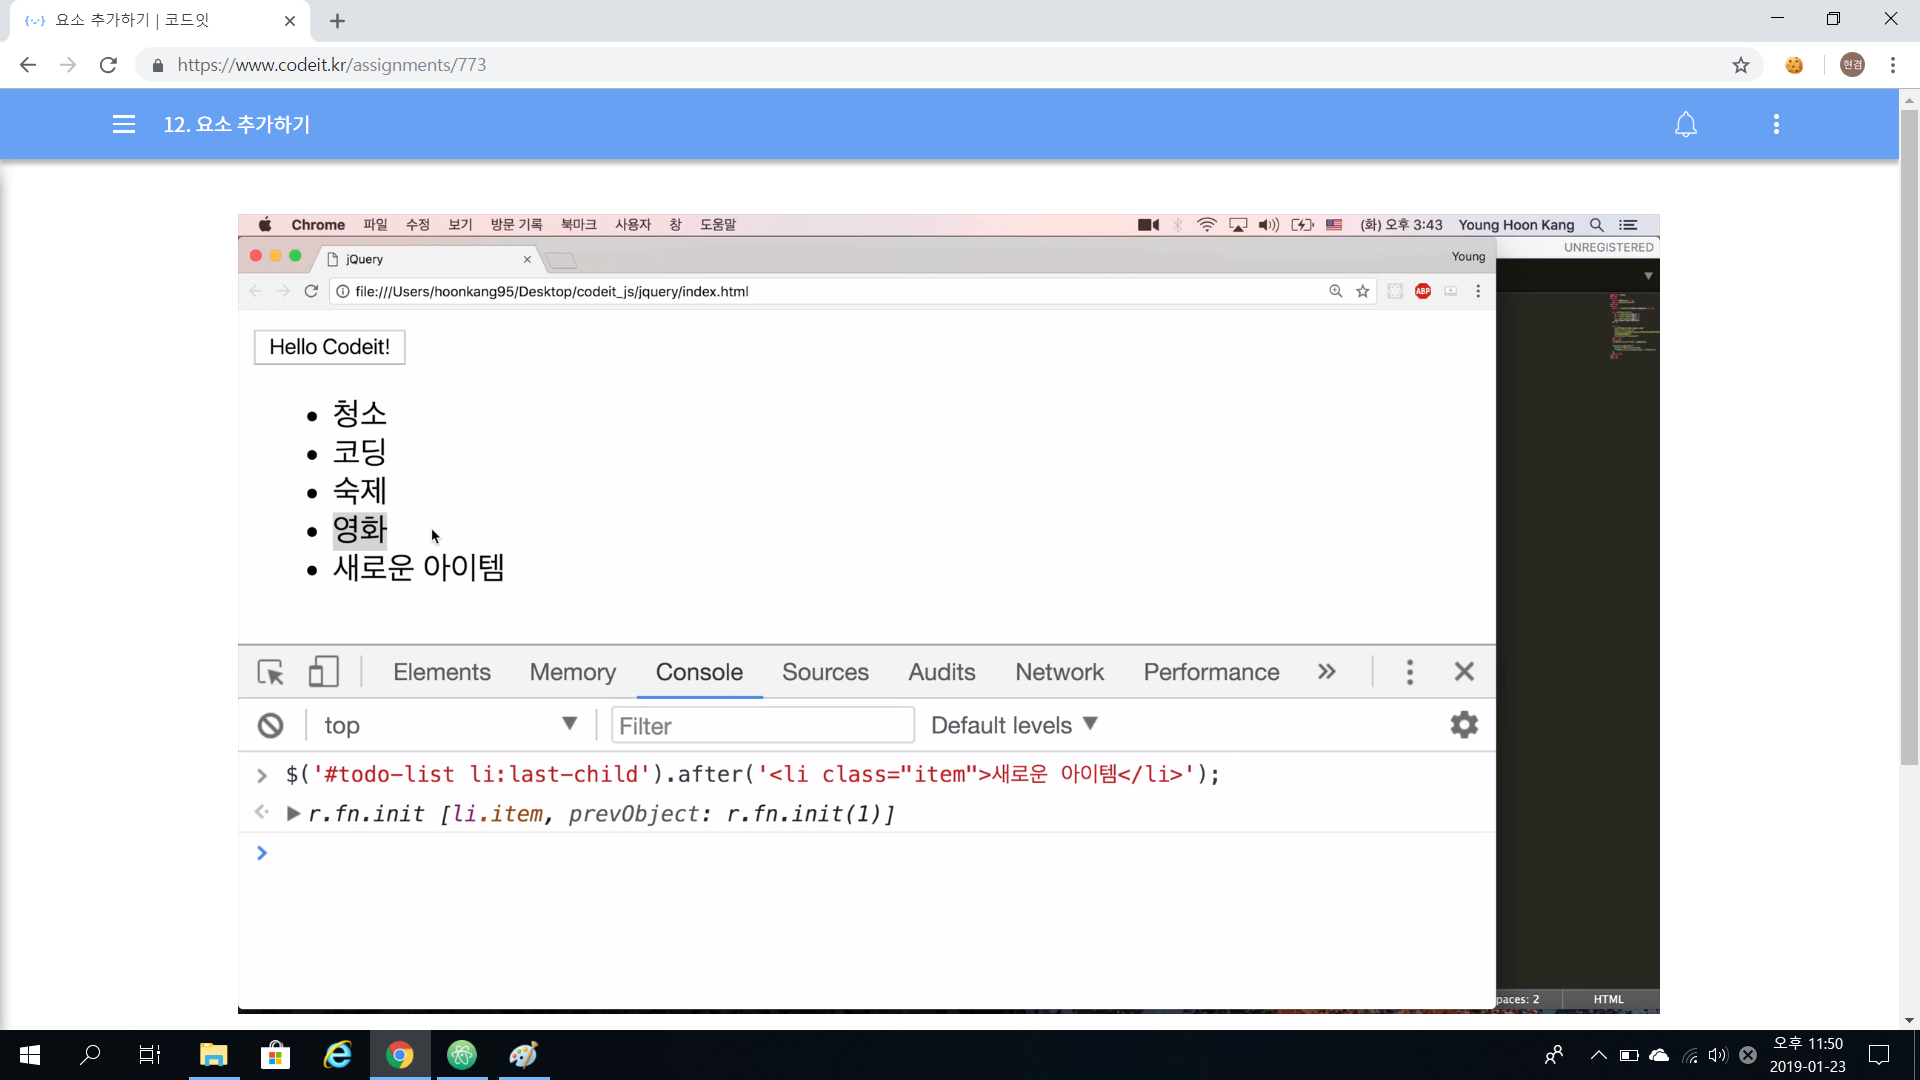 요소 추가하기 | 코드잇
https://www.codeit.kr/assignments/773
현겸
12. 요소 추가하기
Chrome 파일 수정 보기 방문 기록 북마크 사용자 창 도움말 (화) 오후 3:43 Young Hoon Kang
UNREGISTERED
jQuery
Young
file:///Users/hoonkang95/Desktop/codeit_js/jquery/index.html
ABP
Hello Codeit!
• 청소
• 코딩
• 숙제
• 영화
• 새로운 아이템
Elements Memory Console Sources Audits Network Performance
top Filter Default levels
$('#todo-list li:last-child').after('<li class="item">새로운 아이템</li>');
r.fn.init [li.item, prevObject: r.fn.init(1)]
paces: 2 HTML
오후 11:50
2019-01-23